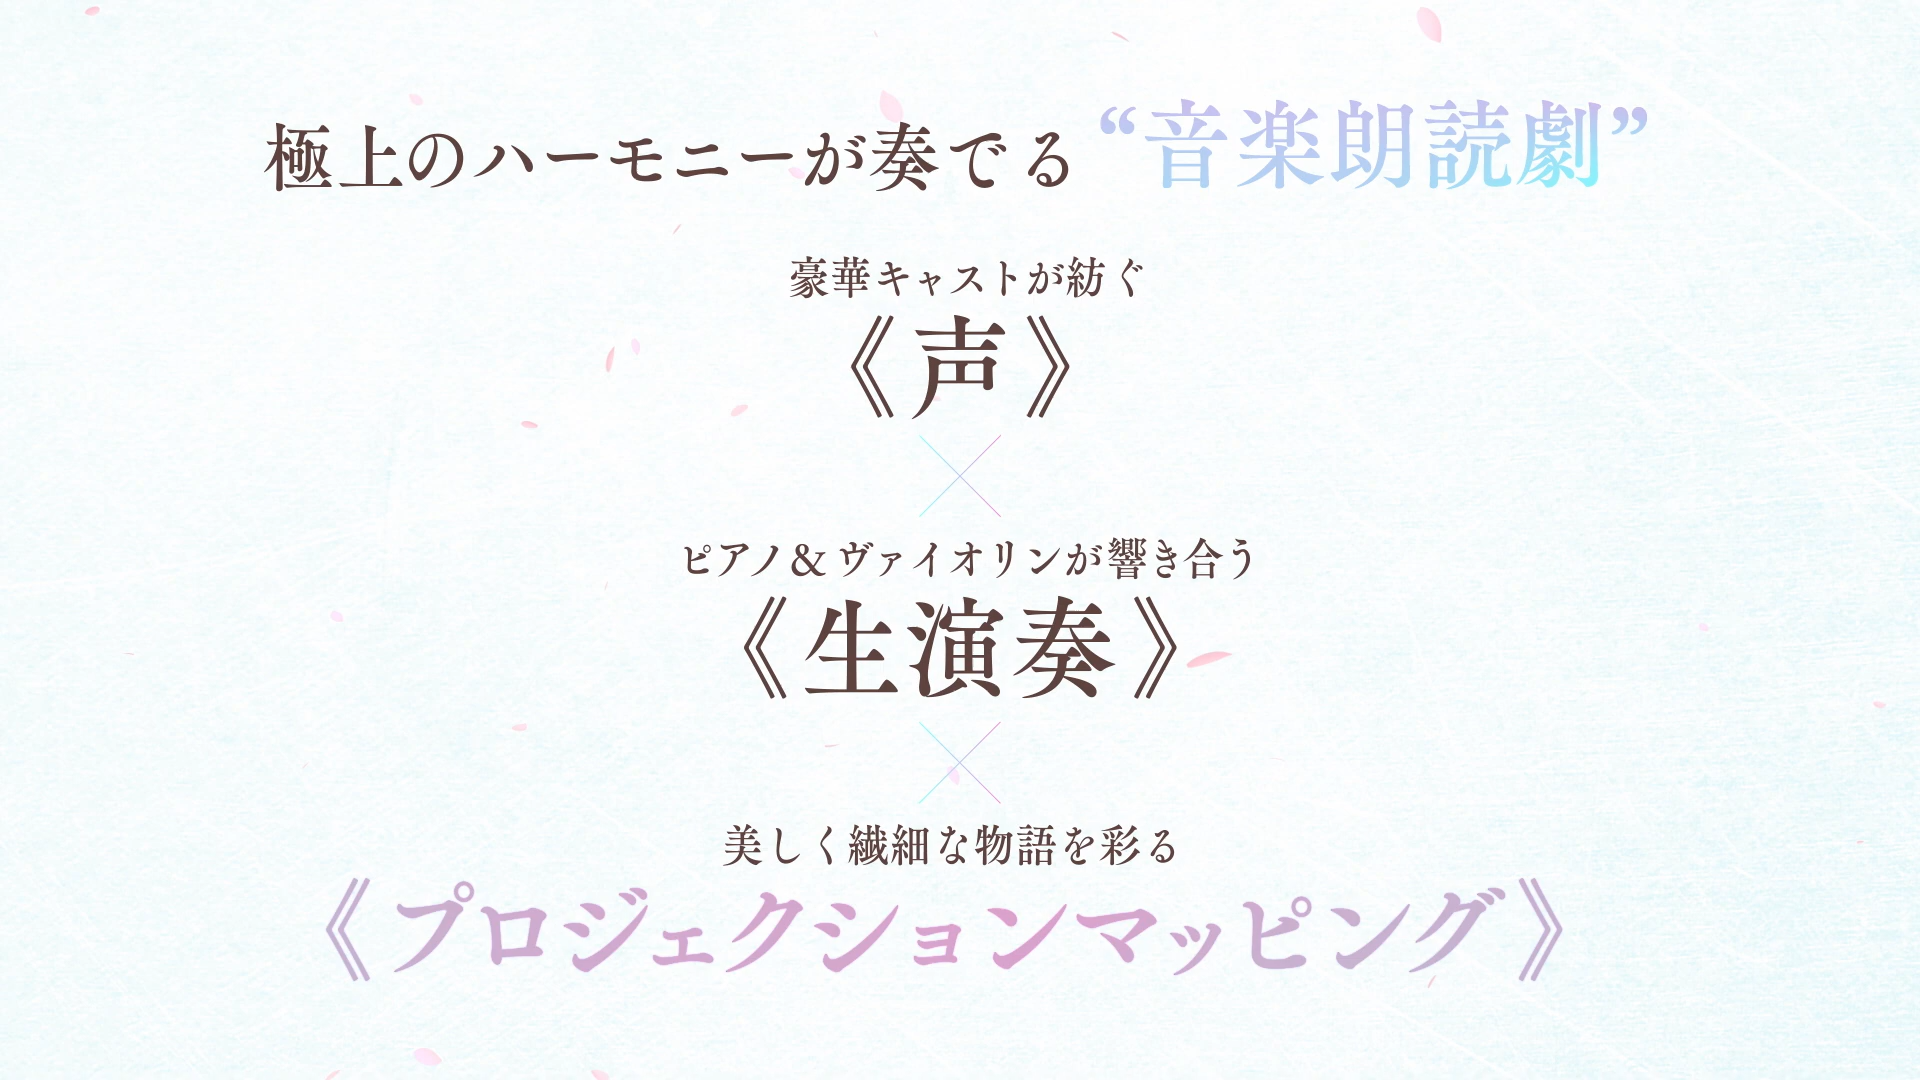 極上のハーモニーが奏でる“音楽朗読劇”
豪華キャストが紡ぐ
《声》
×
ピアノ&ヴァイオリンが響き合う
《生演奏》
×
美しく繊細な物語を彩る
《プロジェクションマッピング》